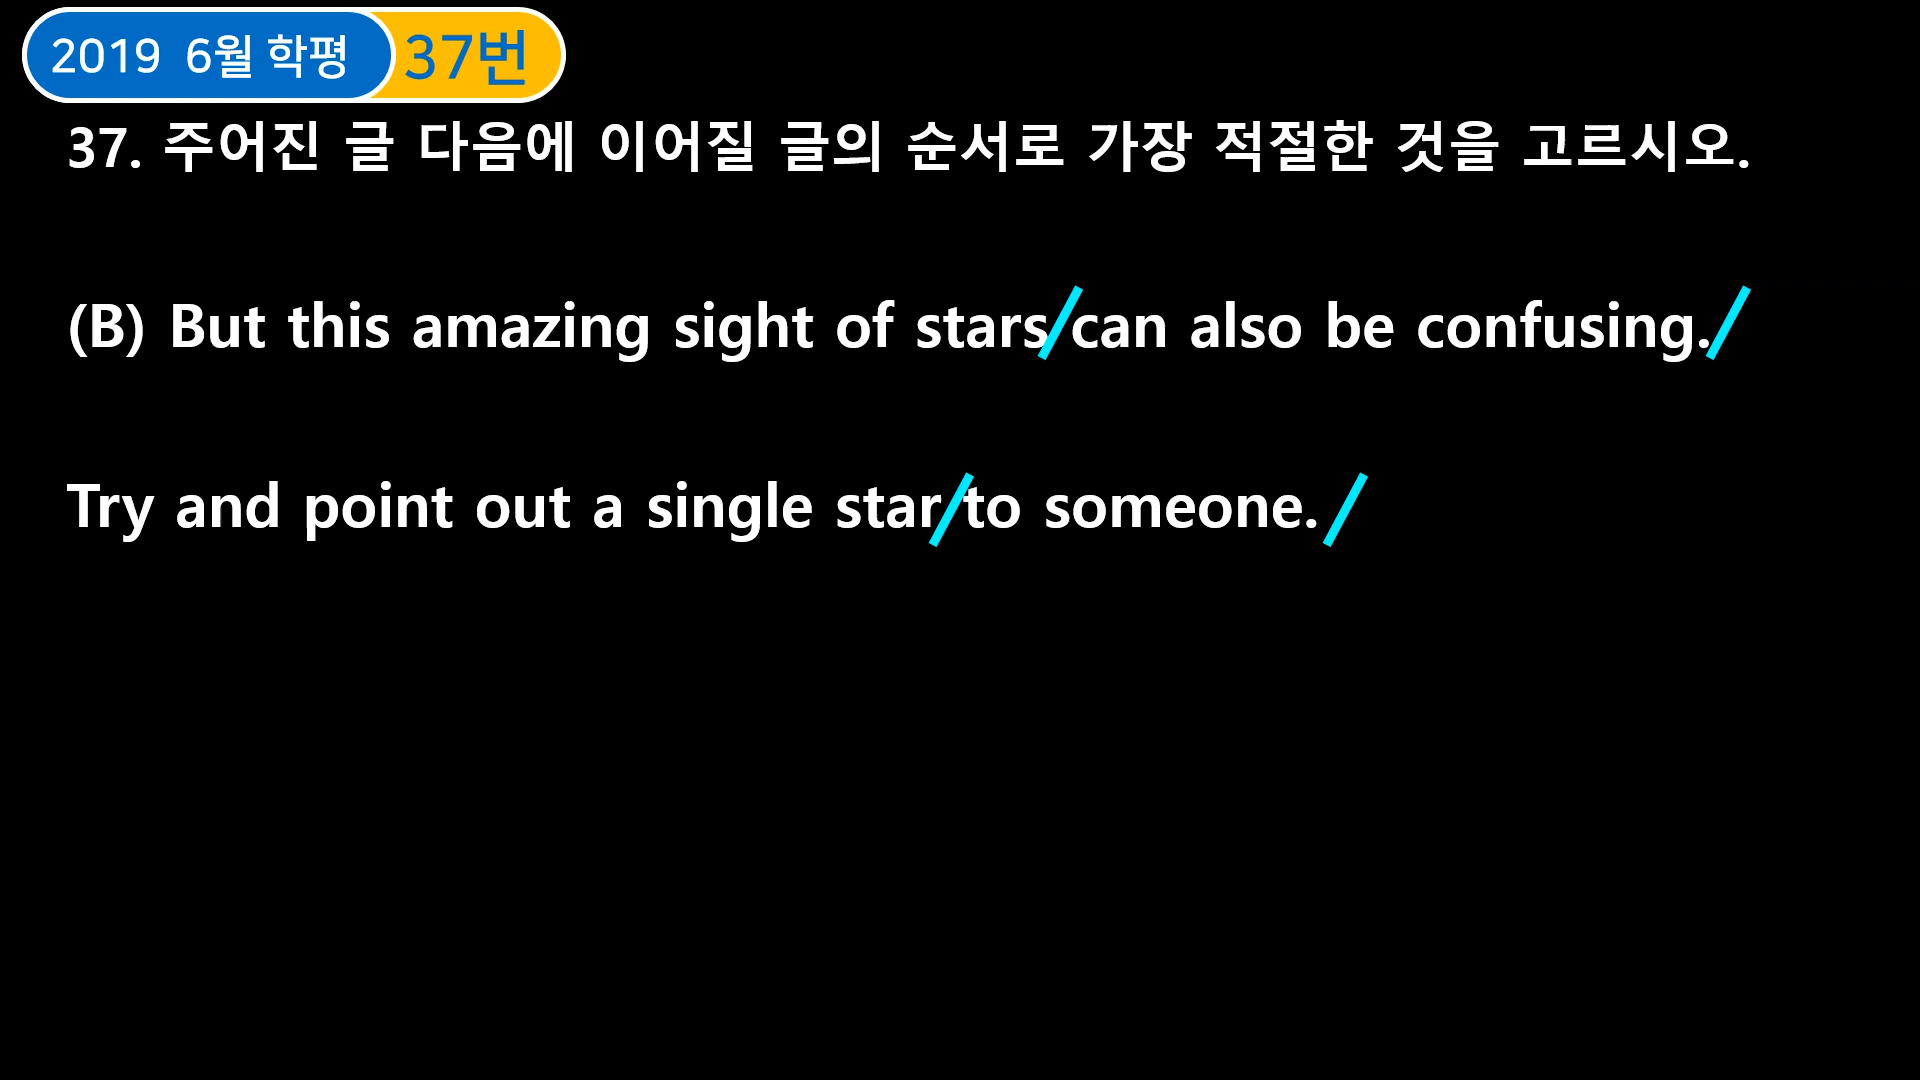 2019 6월 학평 37번
37. 주어진 글 다음에 이어질 글의 순서로 가장 적절한 것을 고르시오.
(B) But this amazing sight of stars/can also be confusing./
Try and point out a single star/to someone. /